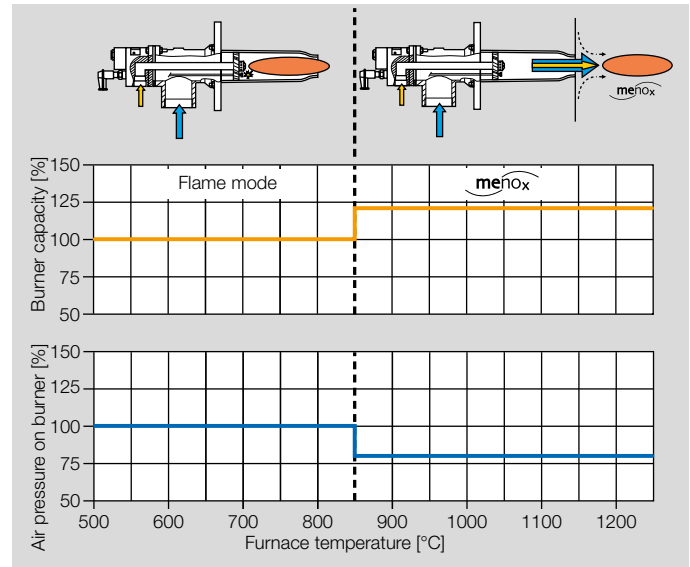 menox
Flame mode
menox
Burner capacity [%]
150
125
100
75
50
Air pressure on burner [%]
150
125
100
75
50
500 600 700 800 900 1000 1100 1200
Furnace temperature [°C]